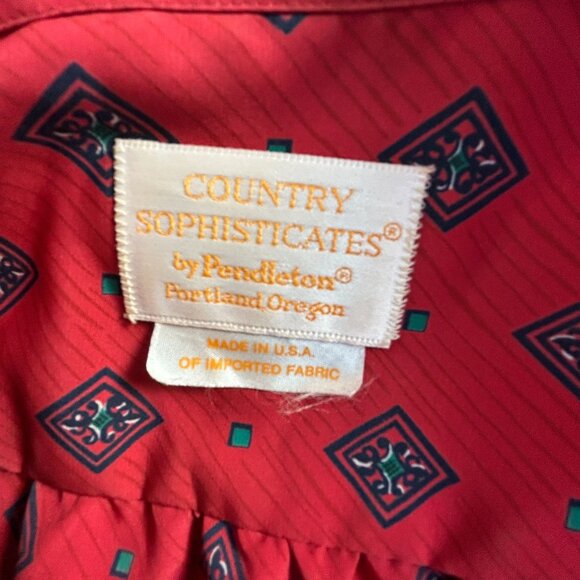 COUNTRY
SOPHISTICATES®
by Pendleton®
Portland, Oregon
MADE IN U.S.A.
OF IMPORTED FABRIC